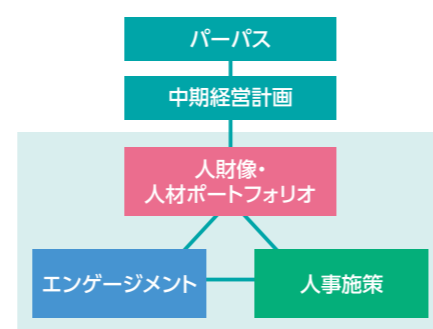 パーパス
中期経営計画
人財像・
人材ポートフォリオ
エンゲージメント
人事施策